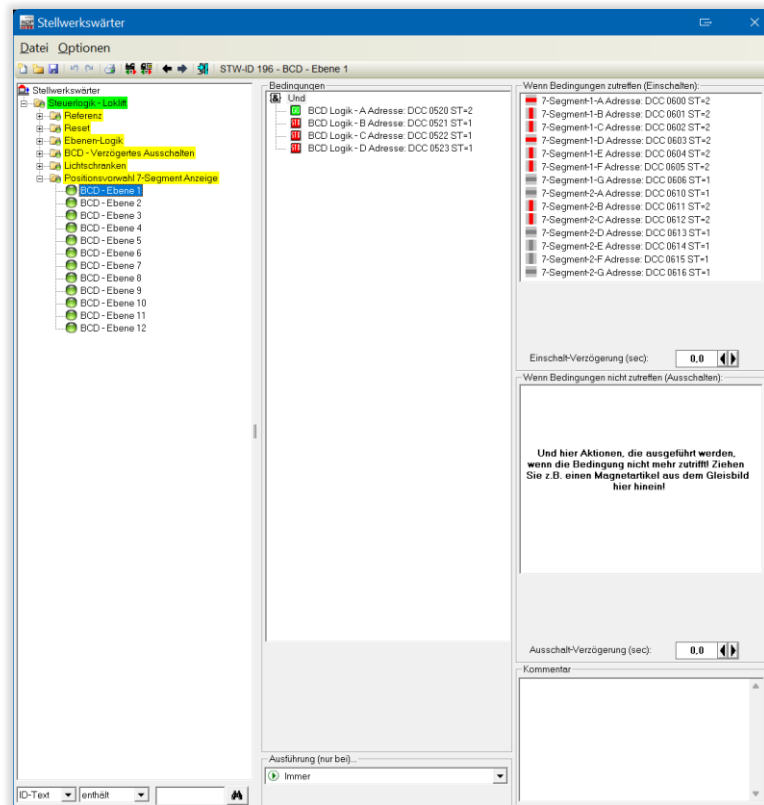 Stellwerkswärter
Datei Optionen
STW-ID 196 - BCD - Ebene 1
Stellwerkswärter
Steuerlogik - Loklift
Referenz
Reset
Ebenen-Logik
BCD - Verzögertes Ausschalten
Lichtschranken
Positionsvorwahl 7-Segment Anzeige
BCD - Ebene 1
BCD - Ebene 2
BCD - Ebene 3
BCD - Ebene 4
BCD - Ebene 5
BCD - Ebene 6
BCD - Ebene 7
BCD - Ebene 8
BCD - Ebene 9
BCD - Ebene 10
BCD - Ebene 11
BCD - Ebene 12
ID-Text enthält
Bedingungen
& Und
BCD Logik - A Adresse: DCC 0520 ST=2
BCD Logik - B Adresse: DCC 0521 ST=1
BCD Logik - C Adresse: DCC 0522 ST=1
BCD Logik - D Adresse: DCC 0523 ST=1
Ausführung (nur bei)...
Immer
Wenn Bedingungen zutreffen (Einschalten):
7-Segment-1-A Adresse: DCC 0600 ST=2
7-Segment-1-B Adresse: DCC 0601 ST=2
7-Segment-1-C Adresse: DCC 0602 ST=2
7-Segment-1-D Adresse: DCC 0603 ST=2
7-Segment-1-E Adresse: DCC 0604 ST=2
7-Segment-1-F Adresse: DCC 0605 ST=2
7-Segment-1-G Adresse: DCC 0606 ST=1
7-Segment-2-A Adresse: DCC 0610 ST=1
7-Segment-2-B Adresse: DCC 0611 ST=2
7-Segment-2-C Adresse: DCC 0612 ST=2
7-Segment-2-D Adresse: DCC 0613 ST=1
7-Segment-2-E Adresse: DCC 0614 ST=1
7-Segment-2-F Adresse: DCC 0615 ST=1
7-Segment-2-G Adresse: DCC 0616 ST=1
Einschalt-Verzögerung (sec): 0,0
Wenn Bedingungen nicht zutreffen (Ausschalten):
Und hier Aktionen, die ausgeführt werden,
wenn die Bedingung nicht mehr zutrifft! Ziehen
Sie z.B. einen Magnetartikel aus dem Gleisbild
hier hinein!
Ausschalt-Verzögerung (sec): 0,0
Kommentar